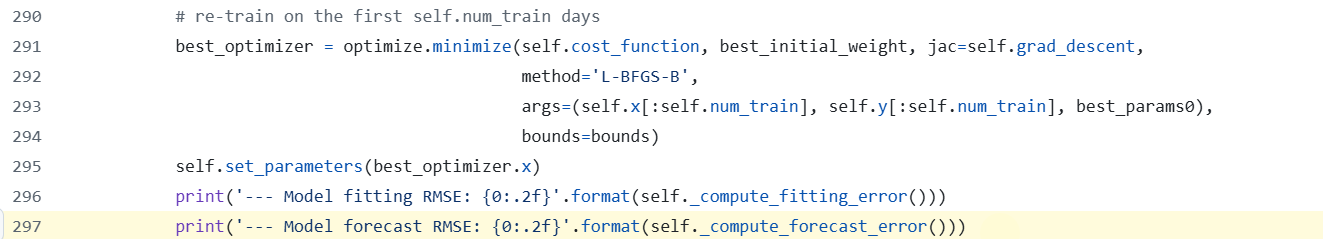 290 # re-train on the first self.num_train days
291 best_optimizer = optimize.minimize(self.cost_function, best_initial_weight, jac=self.grad_descent,
292 method='L-BFGS-B',
293 args=(self.x[:self.num_train], self.y[:self.num_train], best_params0),
294 bounds=bounds)
295 self.set_parameters(best_optimizer.x)
296 print('--- Model fitting RMSE: {0:.2f}'.format(self._compute_fitting_error()))
297 print('--- Model forecast RMSE: {0:.2f}'.format(self._compute_forecast_error()))